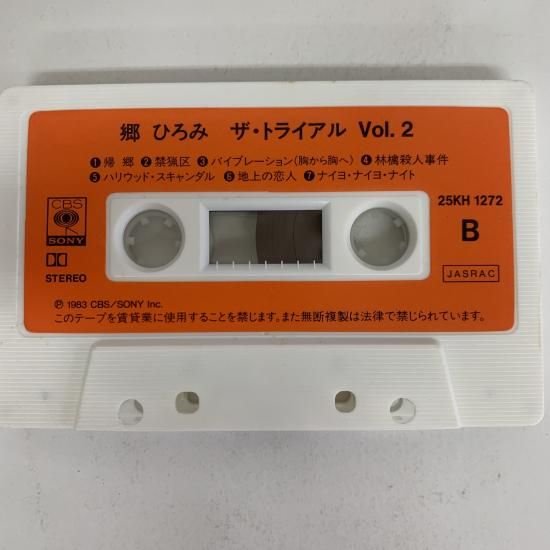 郷 ひろみ ザ・トライアル Vol. 2
❶帰 郷 ❷禁猟区 ❸バイブレーション(胸から胸へ) ❹林檎殺人事件
❺ハリウッド・スキャンダル ❻地上の恋人 ❼ナイヨ・ナイヨ・ナイト
CBS
SONY
STEREO
25KH 1272
B
JASRAC
℗ 1983 CBS/SONY Inc.
このテープを賃貸業に使用することを禁じます。また無断複製は法律で禁じられています。